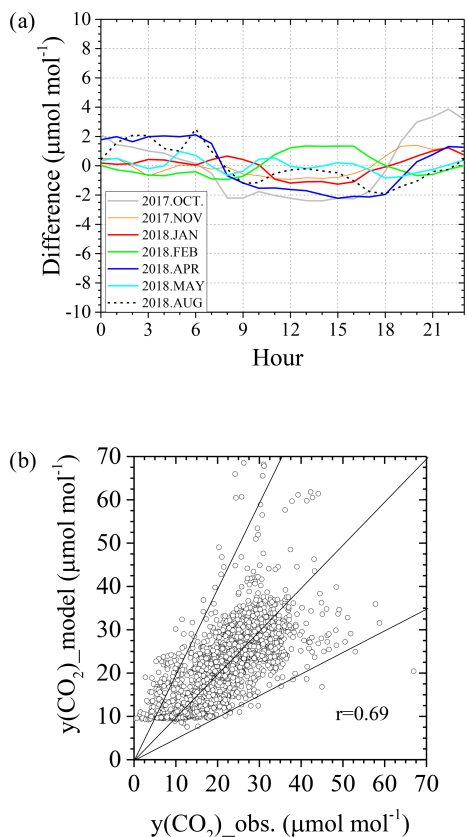 (a)
Difference (μmol mol⁻¹)
10
8
6
4
2
0
-2
-4
-6
-8
-10
2017.OCT.
2017.NOV
2018.JAN
2018.FEB
2018.APR
2018.MAY
2018.AUG
0 3 6 9 12 15 18 21
Hour
(b)
y(CO₂)_model (μmol mol⁻¹)
70
60
50
40
30
20
10
0
r=0.69
0 10 20 30 40 50 60 70
y(CO₂)_obs. (μmol mol⁻¹)